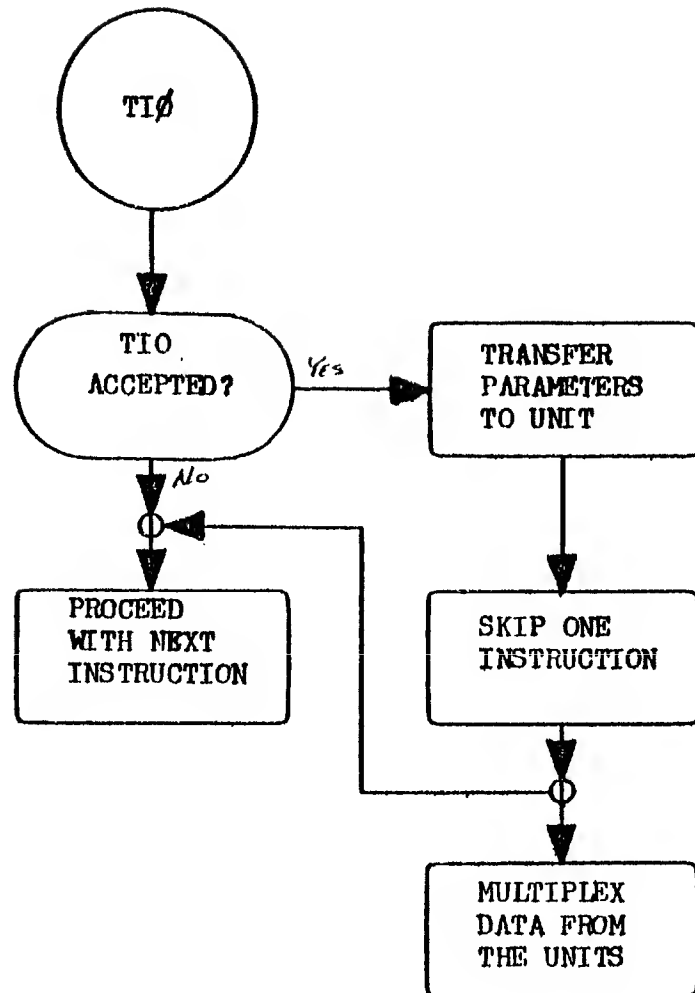 TIØ
TIO
ACCEPTED?
YES
TRANSFER
PARAMETERS
TO UNIT
NO
PROCEED
WITH NEXT
INSTRUCTION
SKIP ONE
INSTRUCTION
MULTIPLEX
DATA FROM
THE UNITS